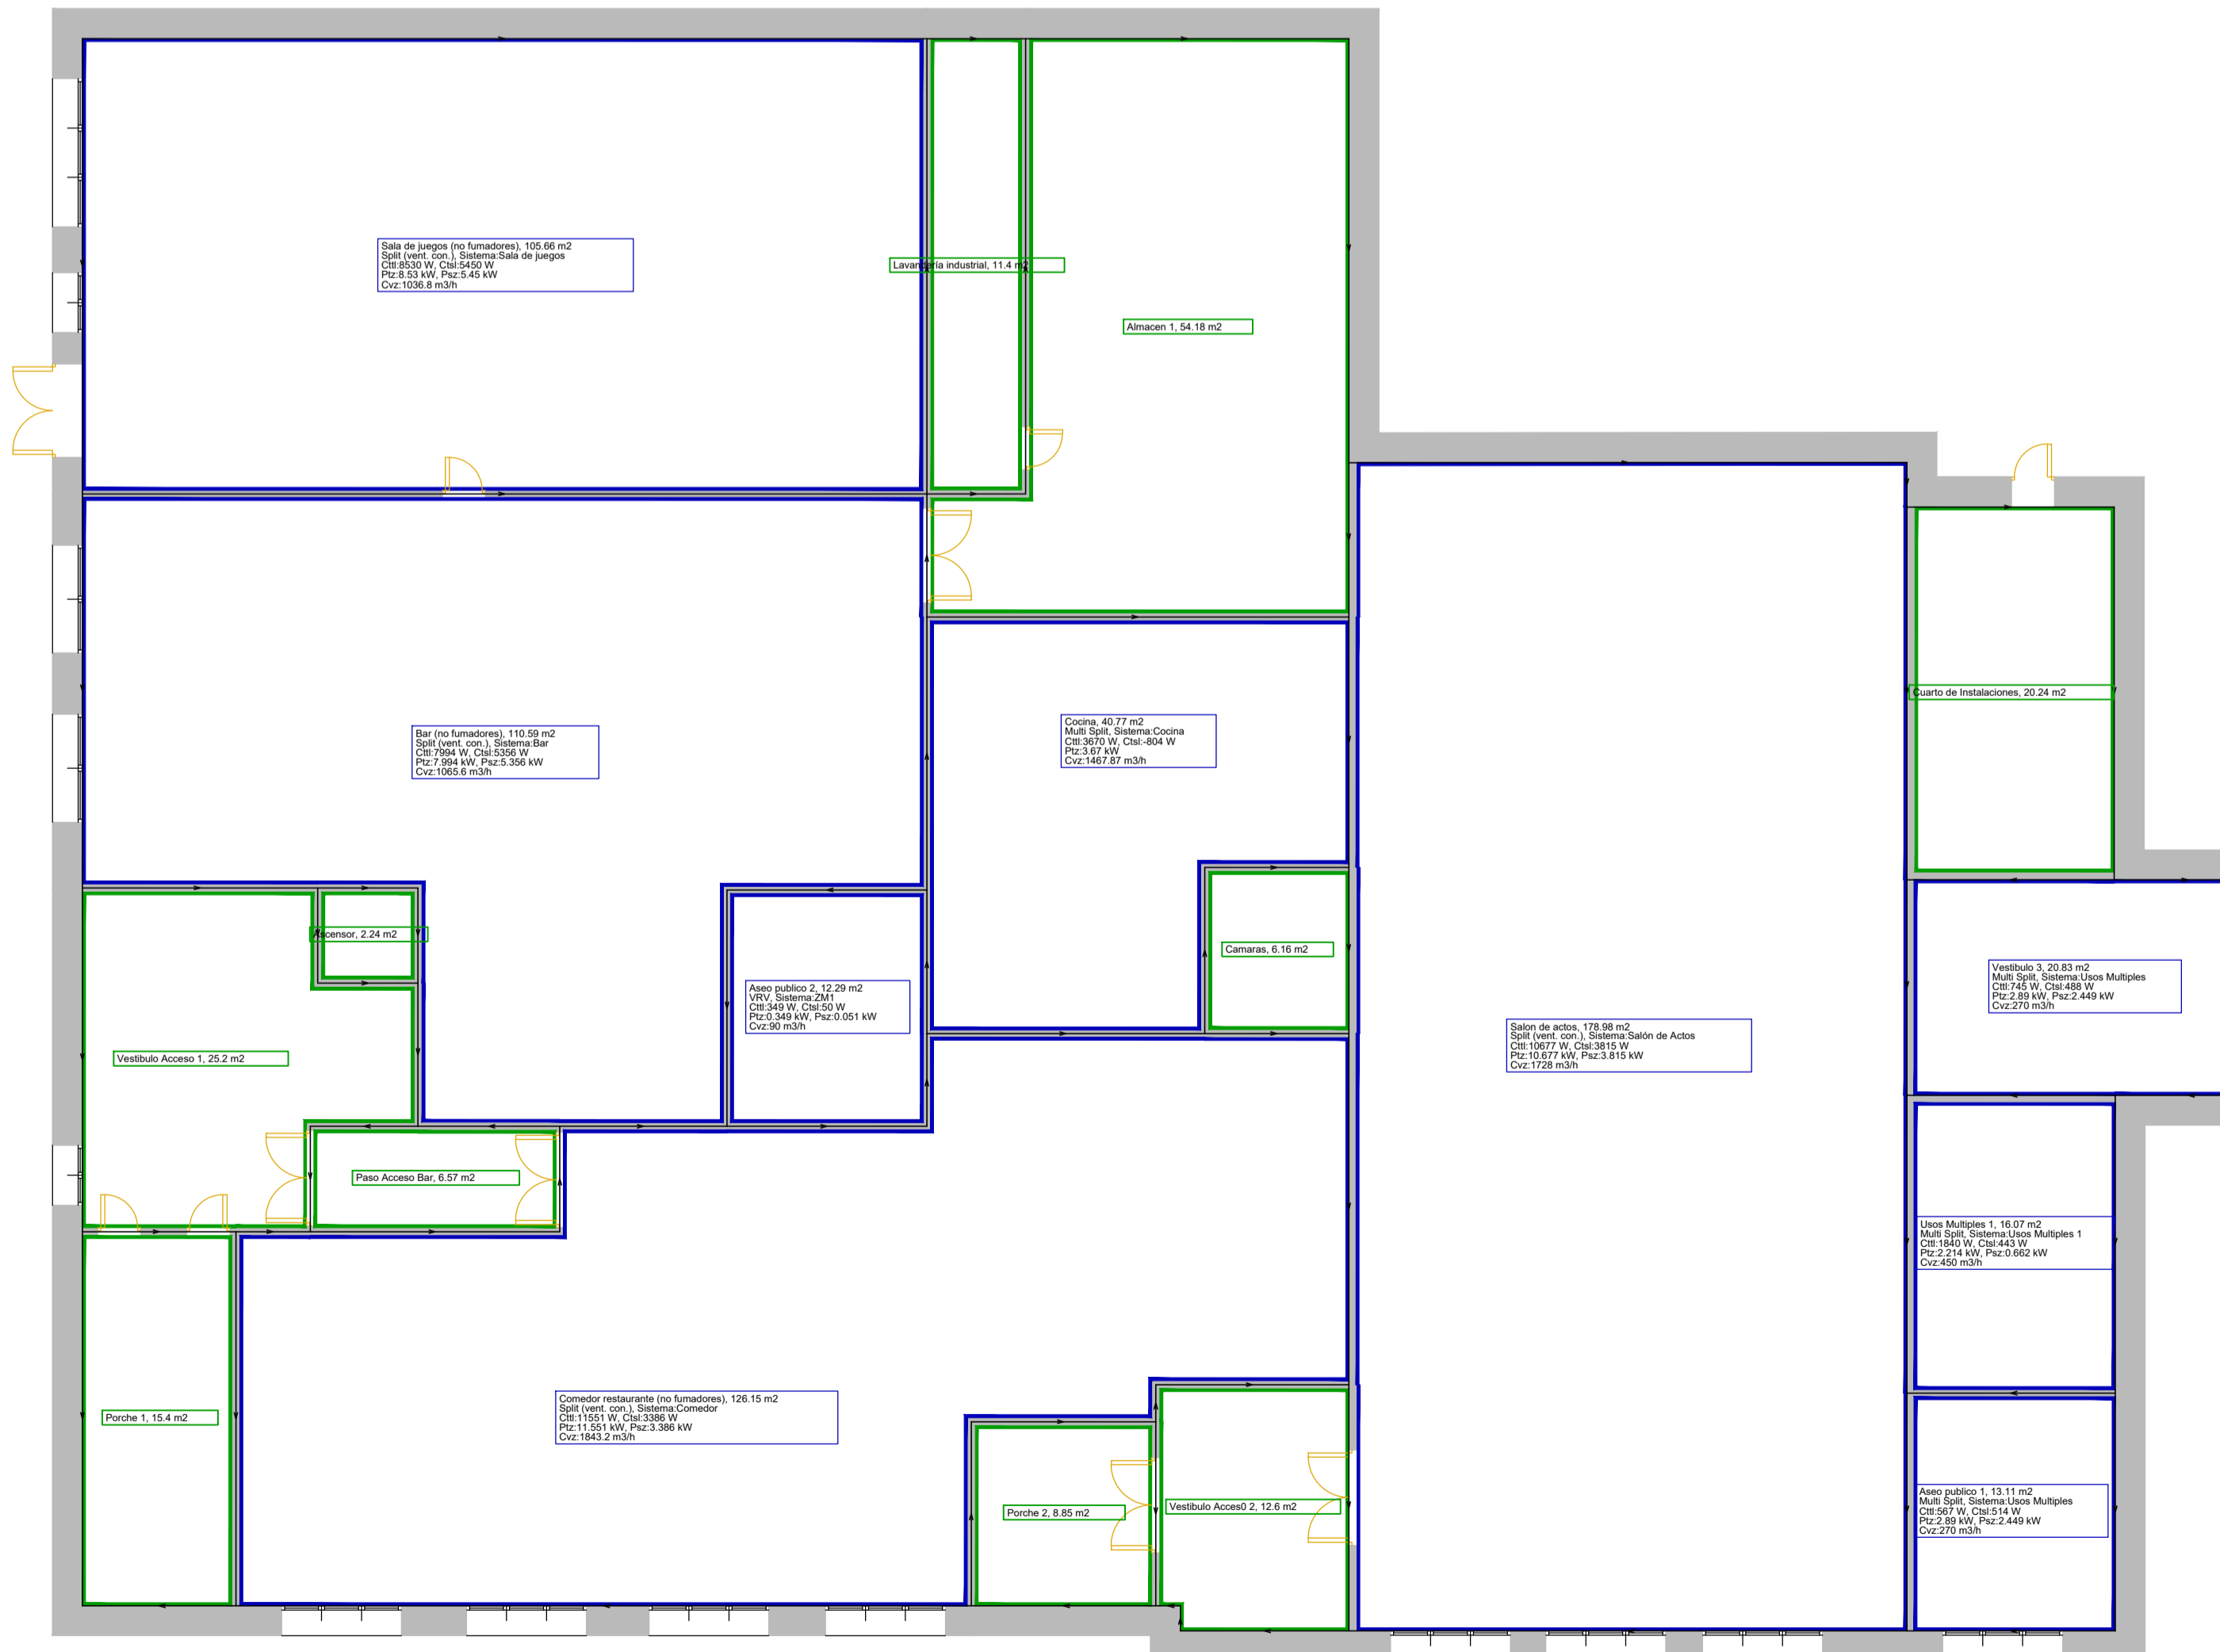 Sala de juegos (no fumadores), 105.66 m2
Split (vent. con.), Sistema:Sala de juegos
Cttl:8530 W, Ctsl:5450 W
Ptz:8.53 kW, Psz:5.45 kW
Cvz:1036.8 m3/h
Lavandería industrial, 11.4 m2
Almacen 1, 54.18 m2
Cuarto de Instalaciones, 20.24 m2
Bar (no fumadores), 110.59 m2
Split (vent. con.), Sistema:Bar
Cttl:7994 W, Ctsl:5356 W
Ptz:7.994 kW, Psz:5.356 kW
Cvz:1065.6 m3/h
Cocina, 40.77 m2
Multi Split, Sistema:Cocina
Cttl:3670 W, Ctsl:-804 W
Ptz:3.67 kW
Cvz:1467.87 m3/h
Ascensor, 2.24 m2
Camaras, 6.16 m2
Vestibulo 3, 20.83 m2
Multi Split, Sistema:Usos Multiples
Cttl:745 W, Ctsl:488 W
Ptz:2.89 kW, Psz:2.449 kW
Cvz:270 m3/h
Aseo publico 2, 12.29 m2
VRV, Sistema:ZM1
Cttl:349 W, Ctsl:50 W
Ptz:0.349 kW, Psz:0.051 kW
Cvz:90 m3/h
Salon de actos, 178.98 m2
Split (vent. con.), Sistema:Salón de Actos
Cttl:10677 W, Ctsl:3815 W
Ptz:10.677 kW, Psz:3.815 kW
Cvz:1728 m3/h
Vestibulo Acceso 1, 25.2 m2
Paso Acceso Bar, 6.57 m2
Usos Multiples 1, 16.07 m2
Multi Split, Sistema:Usos Multiples 1
Cttl:1840 W, Ctsl:443 W
Ptz:2.214 kW, Psz:0.662 kW
Cvz:450 m3/h
Porche 1, 15.4 m2
Comedor restaurante (no fumadores), 126.15 m2
Split (vent. con.), Sistema:Comedor
Cttl:11551 W, Ctsl:3386 W
Ptz:11.551 kW, Psz:3.386 kW
Cvz:1843.2 m3/h
Porche 2, 8.85 m2
Vestibulo Acces0 2, 12.6 m2
Aseo publico 1, 13.11 m2
Multi Split, Sistema:Usos Multiples
Cttl:567 W, Ctsl:514 W
Ptz:2.89 kW, Psz:2.449 kW
Cvz:270 m3/h